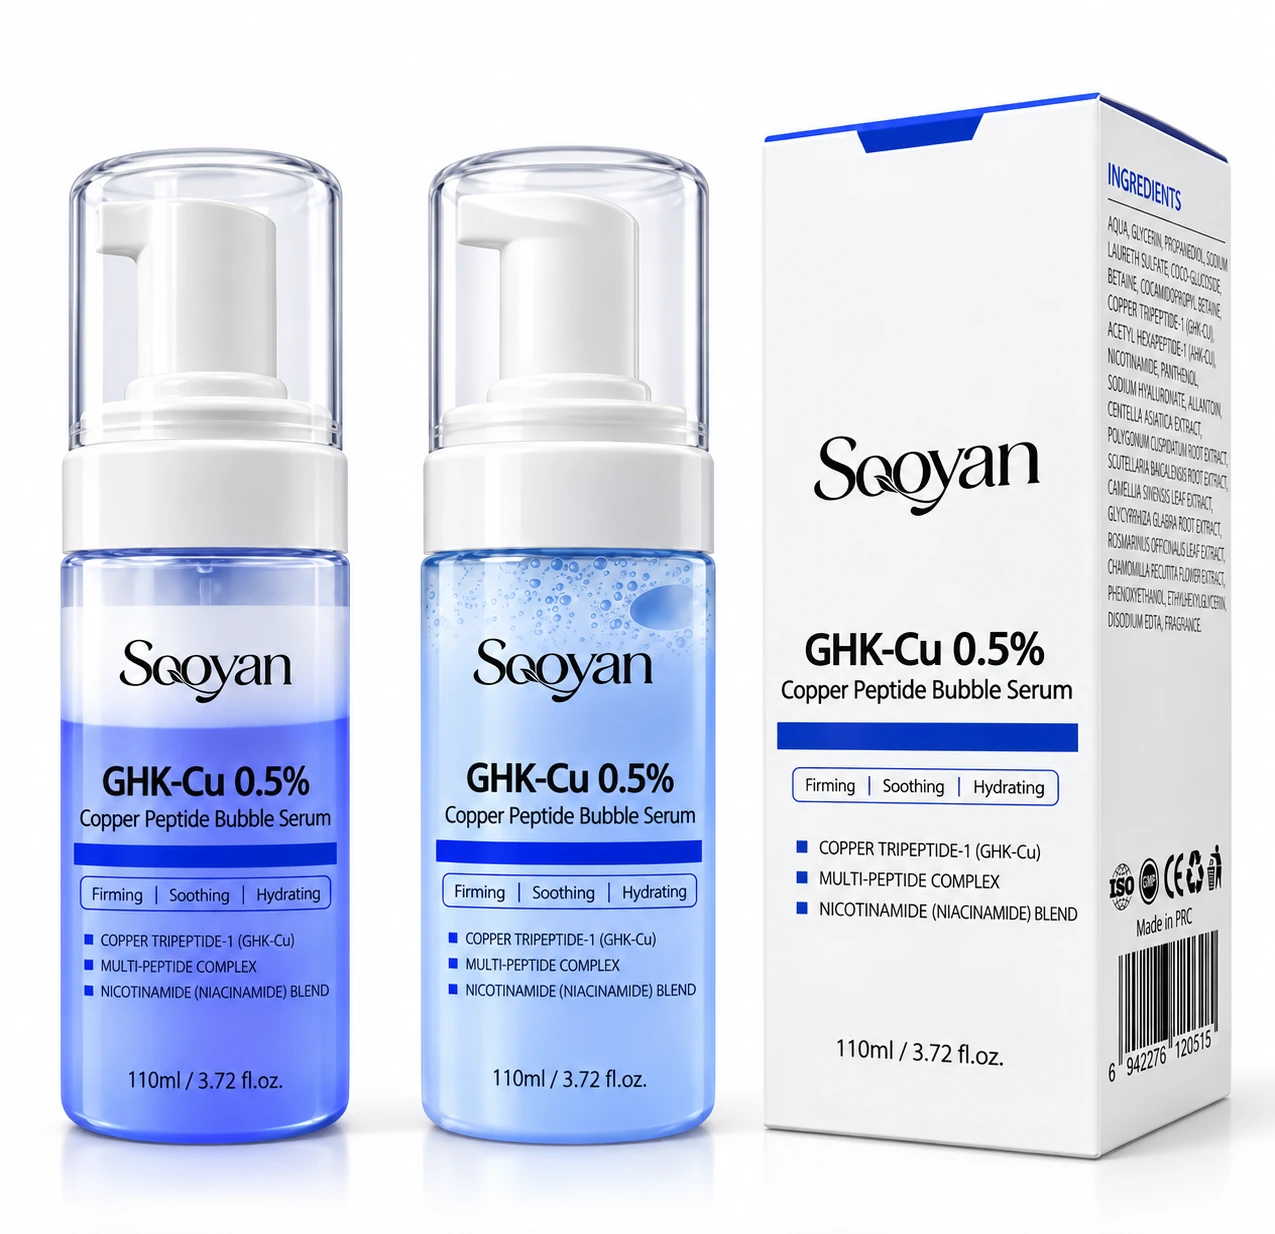 Sqoyan
GHK-Cu 0.5%
Copper Peptide Bubble Serum
Firming | Soothing | Hydrating
COPPER TRIPEPTIDE-1 (GHK-Cu)
MULTI-PEPTIDE COMPLEX
NICOTINAMIDE (NIACINAMIDE) BLEND
110ml / 3.72 fl.oz.
Sqoyan
GHK-Cu 0.5%
Copper Peptide Bubble Serum
Firming | Soothing | Hydrating
COPPER TRIPEPTIDE-1 (GHK-Cu)
MULTI-PEPTIDE COMPLEX
NICOTINAMIDE (NIACINAMIDE) BLEND
110ml / 3.72 fl.oz.
Sqoyan
GHK-Cu 0.5%
Copper Peptide Bubble Serum
Firming | Soothing | Hydrating
COPPER TRIPEPTIDE-1 (GHK-Cu)
MULTI-PEPTIDE COMPLEX
NICOTINAMIDE (NIACINAMIDE) BLEND
110ml / 3.72 fl.oz.
INGREDIENTS
AQUA, GLYCERIN, PROPANEDIOL, SODIUM
LAURETH SULFATE, COCO-GLUCOSIDE,
BETAINE, COCAMIDOPROPYL BETAINE,
COPPER TRIPEPTIDE-1 (GHK-CU),
ACETYL HEXAPEPTIDE-1 (AHK-CU),
NICOTINAMIDE, PANTHENOL,
SODIUM HYALURONATE, ALLANTOIN,
CENTELLA ASIATICA EXTRACT,
POLYGONUM CUSPIDATUM ROOT EXTRACT,
SCUTELLARIA BAICALENSIS ROOT EXTRACT,
CAMELLIA SINENSIS LEAF EXTRACT,
GLYCYRRHIZA GLABRA ROOT EXTRACT,
ROSMARINUS OFFICINALIS LEAF EXTRACT,
CHAMOMILLA RECUTITA FLOWER EXTRACT,
PHENOXYETHANOL, ETHYLHEXYLGLYCERIN,
DISODIUM EDTA, FRAGRANCE.
ISO GMP CE
Made in PRC
6 942276 120515